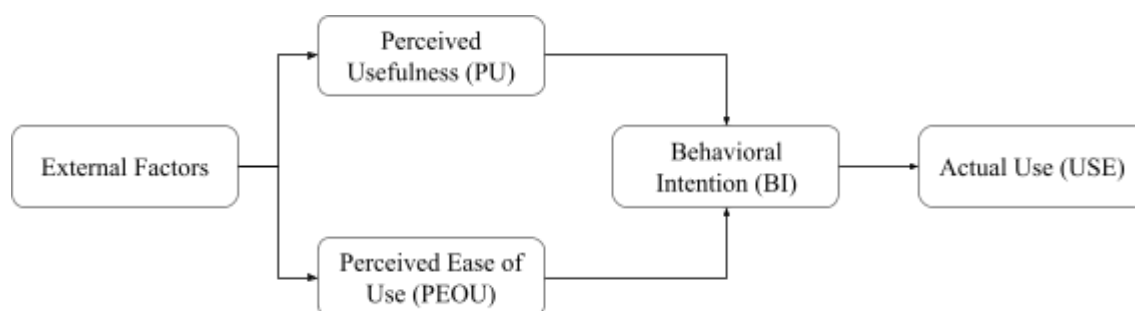 Perceived
Usefulness (PU)
External Factors
Behavioral
Intention (BI)
Actual Use (USE)
Perceived Ease of
Use (PEOU)